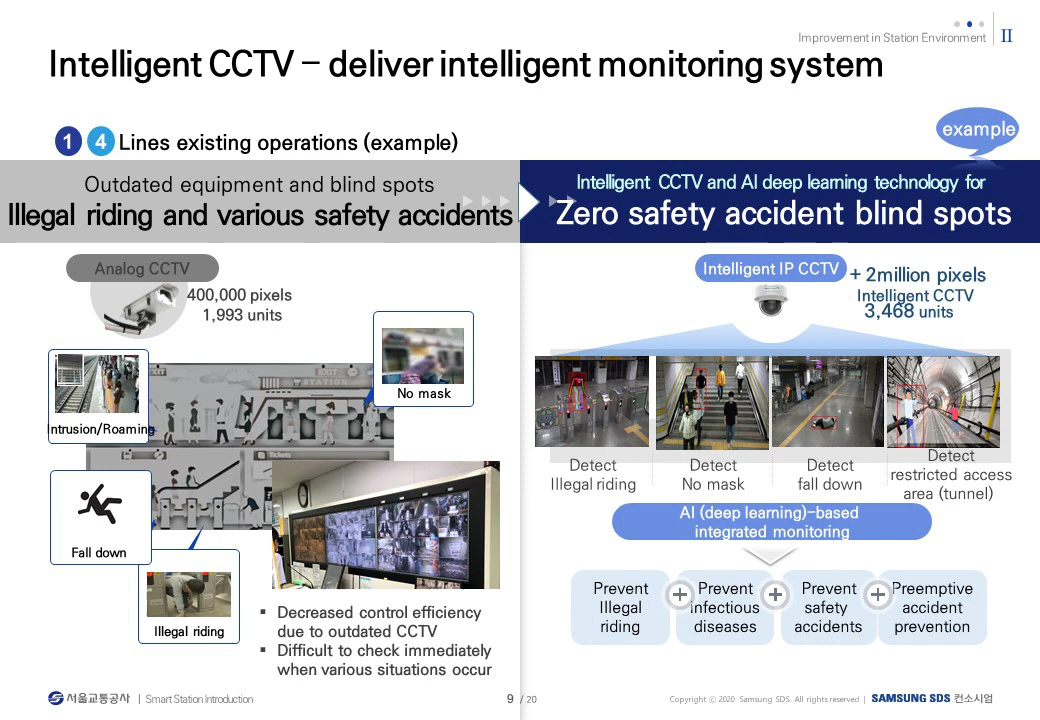 Improvement in Station Environment II
Intelligent CCTV – deliver intelligent monitoring system
example
1 4 Lines existing operations (example)
Outdated equipment and blind spots
Illegal riding and various safety accidents
Intelligent CCTV and AI deep learning technology for
Zero safety accident blind spots
Analog CCTV
400,000 pixels
1,993 units
No mask
Intrusion/Roaming
EXIT
STATION
Tickets
Fall down
Illegal riding
▪ Decreased control efficiency
due to outdated CCTV
▪ Difficult to check immediately
when various situations occur
Intelligent IP CCTV
+ 2million pixels
Intelligent CCTV
3,468 units
Detect
Illegal riding
Detect
No mask
Detect
fall down
Detect
restricted access
area (tunnel)
AI (deep learning)-based
integrated monitoring
Prevent
Illegal
riding
+
Prevent
infectious
diseases
+
Prevent
safety
accidents
+
Preemptive
accident
prevention
서울교통공사 | Smart Station Introduction
9 / 20
Copyright ⓒ 2020 Samsung SDS. All rights reserved | SAMSUNG SDS 컨소시엄